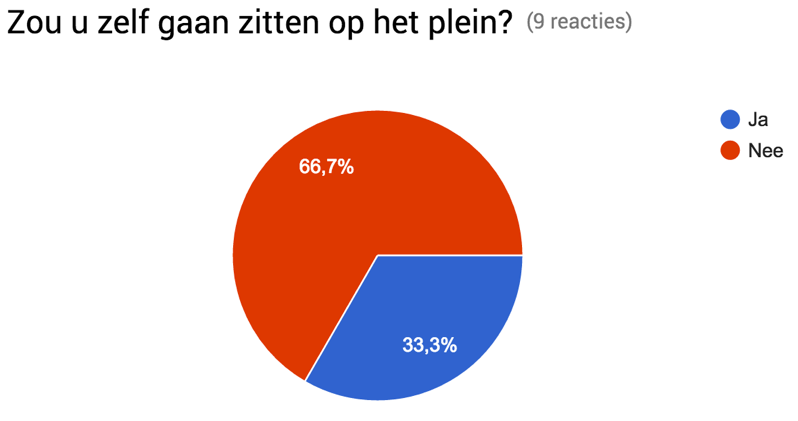 Zou u zelf gaan zitten op het plein? (9 reacties)
Ja
Nee
66,7%
33,3%